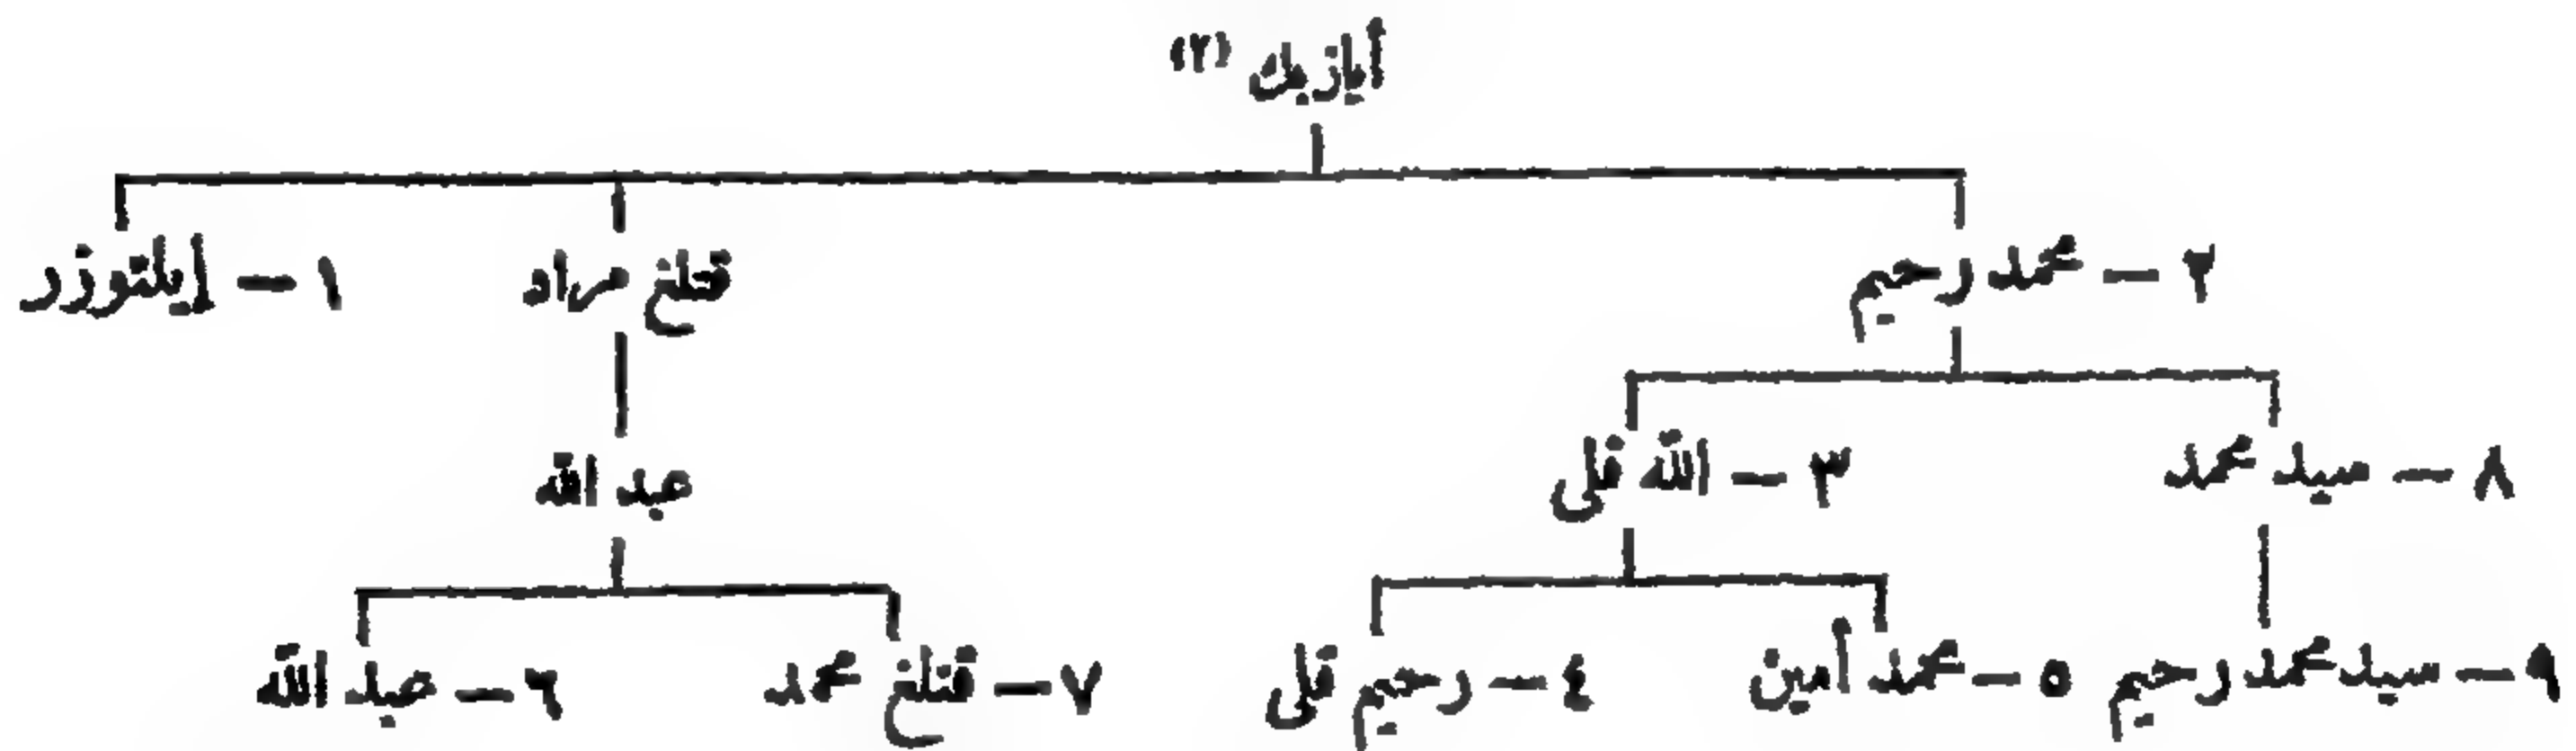 أيازبك (٢)
٢ - محمد رحيم قتلغ مراد ١ - إيلتوزر
٨ - سيد محمد ٣ - الله قلى عبد الله
٩ - سيد محمد رحيم ٥ - محمد أمين ٤ - رحيم قلى ٧ - قتلغ محمد ٦ - عبد الله